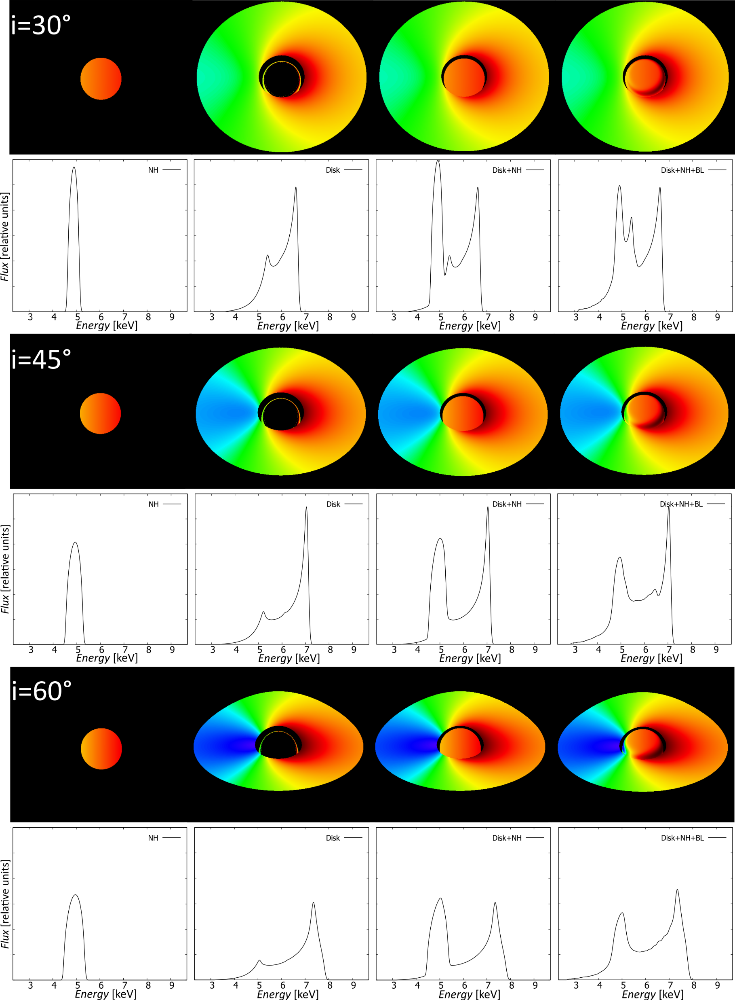 i=30°
NH
Disk
Disk+NH
Disk+NH+BL
Flux [relative units]
3 4 5 6 7 8 9
3 4 5 6 7 8 9
3 4 5 6 7 8 9
3 4 5 6 7 8 9
Energy [keV]
Energy [keV]
Energy [keV]
Energy [keV]
i=45°
NH
Disk
Disk+NH
Disk+NH+BL
Flux [relative units]
3 4 5 6 7 8 9
3 4 5 6 7 8 9
3 4 5 6 7 8 9
3 4 5 6 7 8 9
Energy [keV]
Energy [keV]
Energy [keV]
Energy [keV]
i=60°
NH
Disk
Disk+NH
Disk+NH+BL
Flux [relative units]
3 4 5 6 7 8 9
3 4 5 6 7 8 9
3 4 5 6 7 8 9
3 4 5 6 7 8 9
Energy [keV]
Energy [keV]
Energy [keV]
Energy [keV]